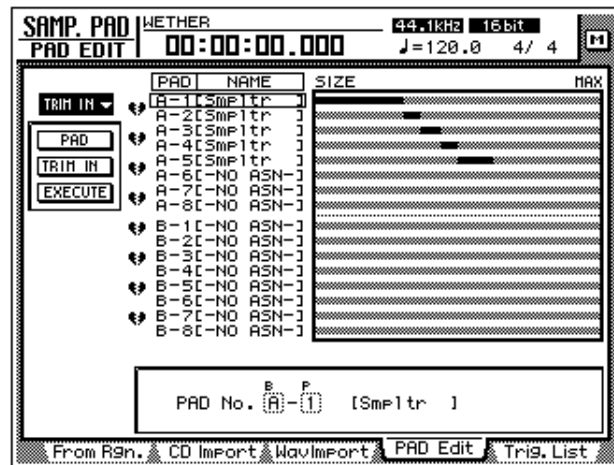 SAMP. PAD WETHER 44.1kHz 16bit
PAD EDIT 00:00:00.000 ♩=120.0 4/ 4 M
PAD NAME SIZE MAX
TRIM IN
A-1[Smpltr ]
A-2[Smpltr ]
A-3[Smpltr ]
PAD
A-4[Smpltr ]
A-5[Smpltr ]
TRIM IN
A-6[-NO ASN-]
A-7[-NO ASN-]
EXECUTE
A-8[-NO ASN-]
B-1[-NO ASN-]
B-2[-NO ASN-]
B-3[-NO ASN-]
B-4[-NO ASN-]
B-5[-NO ASN-]
B-6[-NO ASN-]
B-7[-NO ASN-]
B-8[-NO ASN-]
B P
PAD No. A-1 [Smpltr ]
From Rgn. CD Import WavImport PAD Edit Trig. List